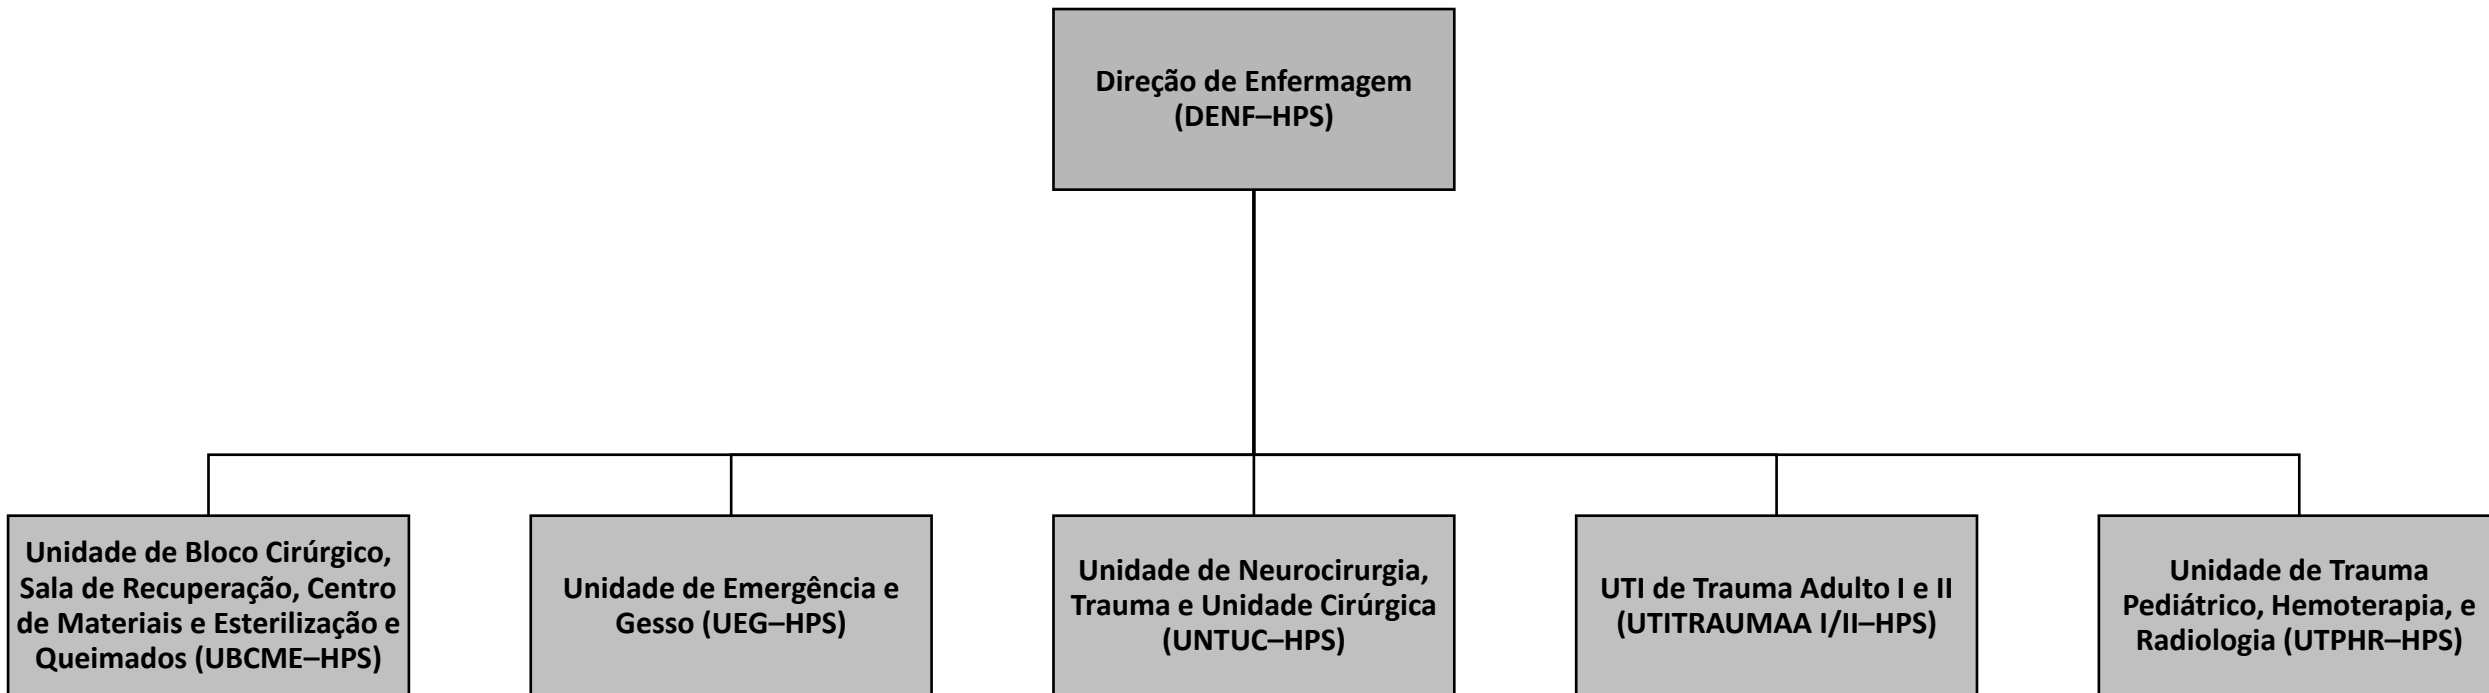 Direção de Enfermagem
(DENF–HPS)
Unidade de Bloco Cirúrgico,
Sala de Recuperação, Centro
de Materiais e Esterilização e
Queimados (UBCME–HPS)
Unidade de Emergência e
Gesso (UEG–HPS)
Unidade de Neurocirurgia,
Trauma e Unidade Cirúrgica
(UNTUC–HPS)
UTI de Trauma Adulto I e II
(UTITRAUMAA I/II–HPS)
Unidade de Trauma
Pediátrico, Hemoterapia, e
Radiologia (UTPHR–HPS)